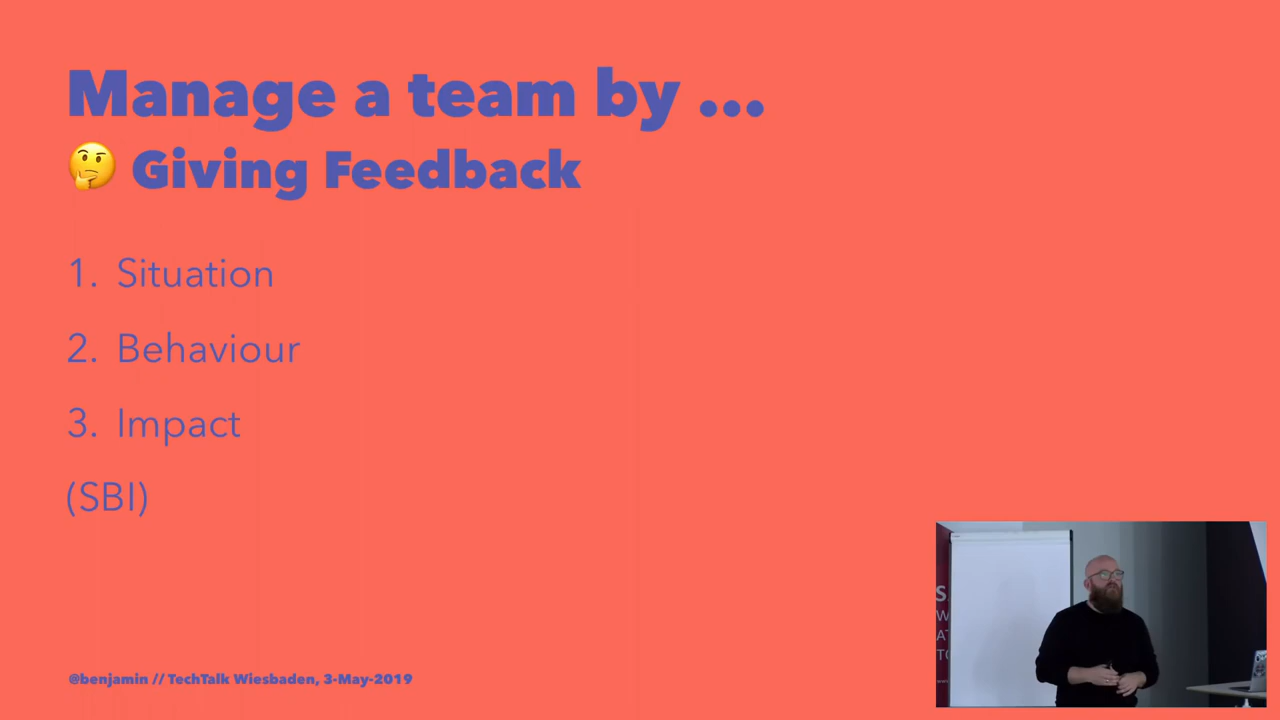 Manage a team by ...
🤔 Giving Feedback
1. Situation
2. Behaviour
3. Impact
(SBI)
@benjamin // TechTalk Wiesbaden, 3-May-2019